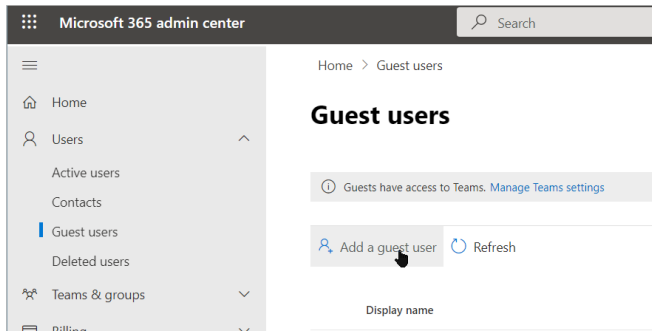 Microsoft 365 admin center
Search
Home > Guest users
Home
Guest users
Users
Active users
Guests have access to Teams. Manage Teams settings
Contacts
Guest users
Add a guest user
Refresh
Deleted users
Teams & groups
Display name
Billing